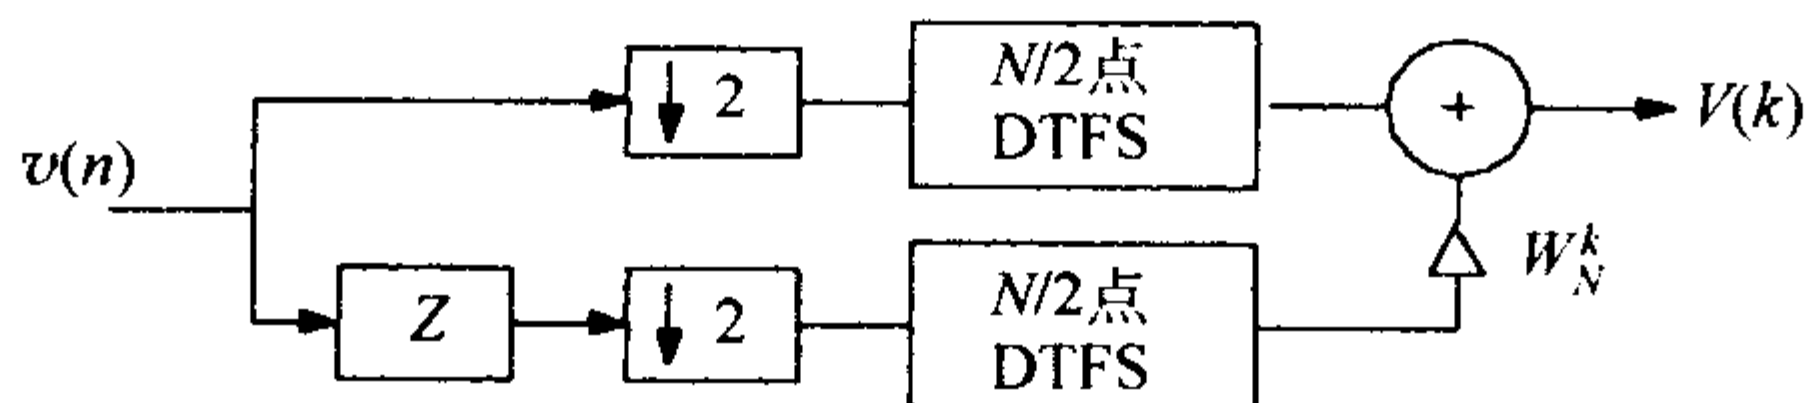 v(n)
↓ 2
N/2点
DTFS
+
V(k)
Z
↓ 2
N/2点
DTFS
W_N^k